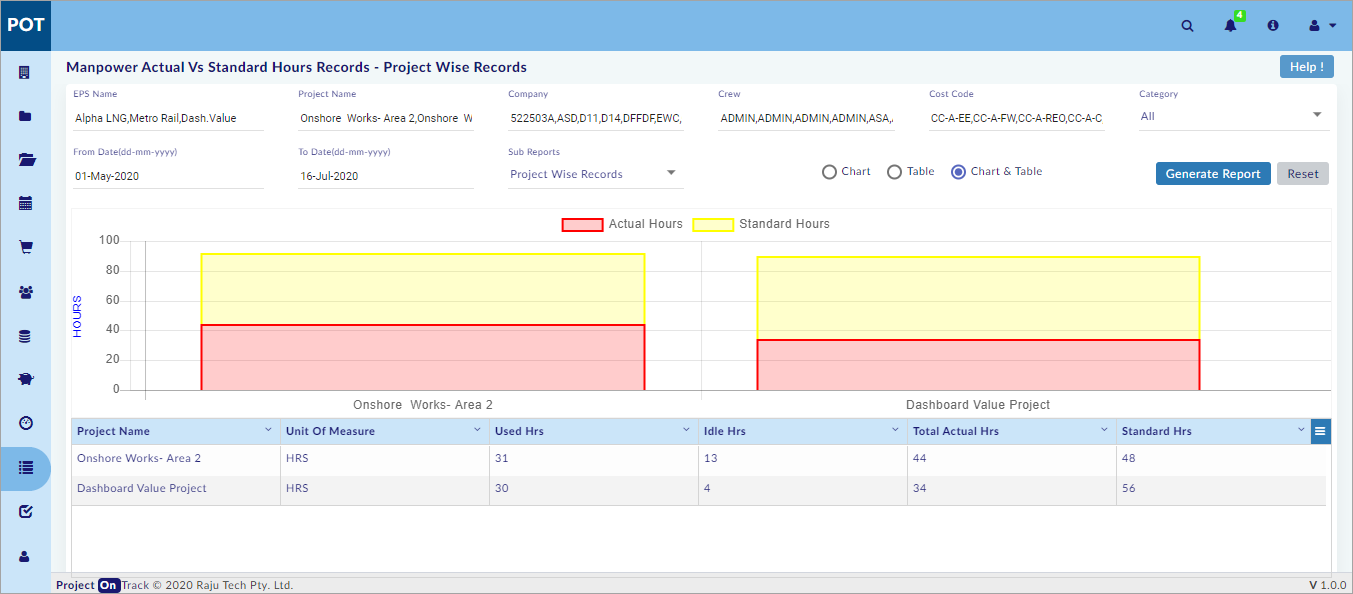 POT
4
Manpower Actual Vs Standard Hours Records - Project Wise Records
Help !
EPS Name Project Name Company Crew Cost Code Category
Alpha LNG,Metro Rail,Dash.Value Onshore Works- Area 2,Onshore W 522503A,ASD,D11,D14,DFFDF,EWC, ADMIN,ADMIN,ADMIN,ADMIN,ASA, CC-A-EE,CC-A-FW,CC-A-REO,CC-A-C All
From Date(dd-mm-yyyy) To Date(dd-mm-yyyy) Sub Reports
01-May-2020 16-Jul-2020 Project Wise Records Chart Table Chart & Table Generate Report Reset
Actual Hours Standard Hours
HOURS
100
80
60
40
20
0
Onshore Works- Area 2 Dashboard Value Project
Project Name Unit Of Measure Used Hrs Idle Hrs Total Actual Hrs Standard Hrs
Onshore Works- Area 2 HRS 31 13 44 48
Dashboard Value Project HRS 30 4 34 56
Project On Track © 2020 Raju Tech Pty. Ltd. V 1.0.0